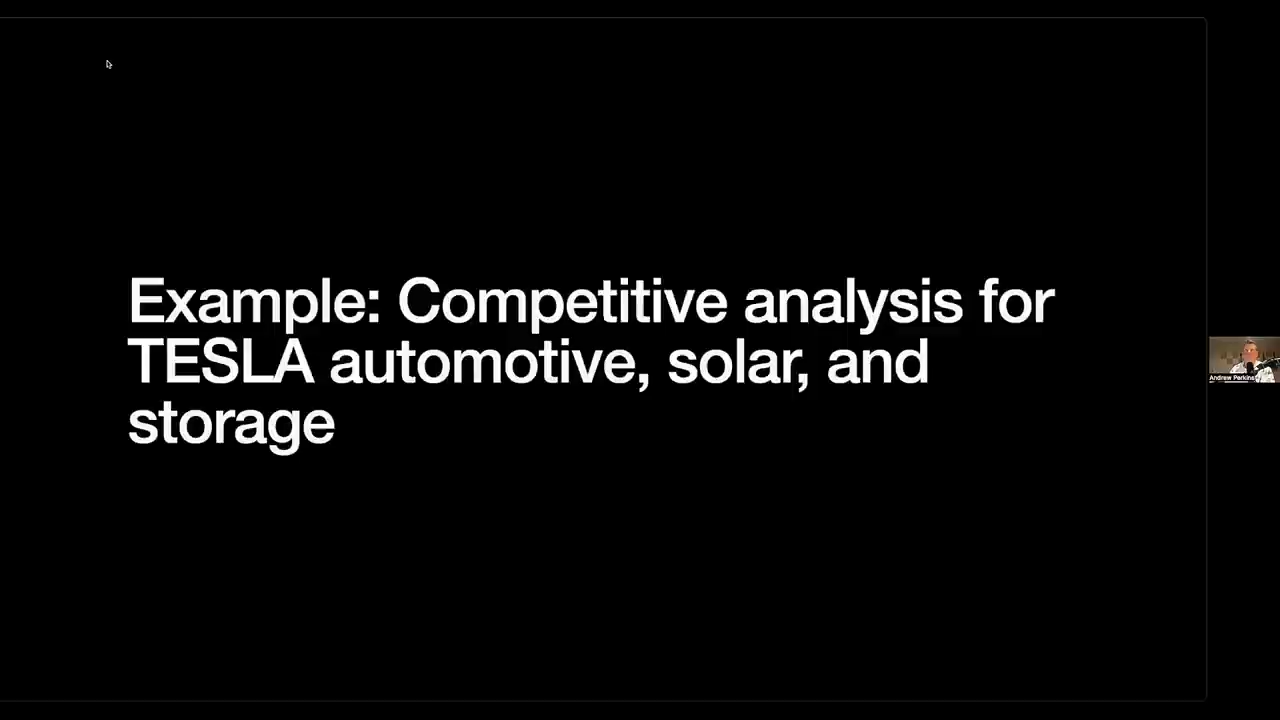 Example: Competitive analysis for
TESLA automotive, solar, and
storage
Andrew Perkins